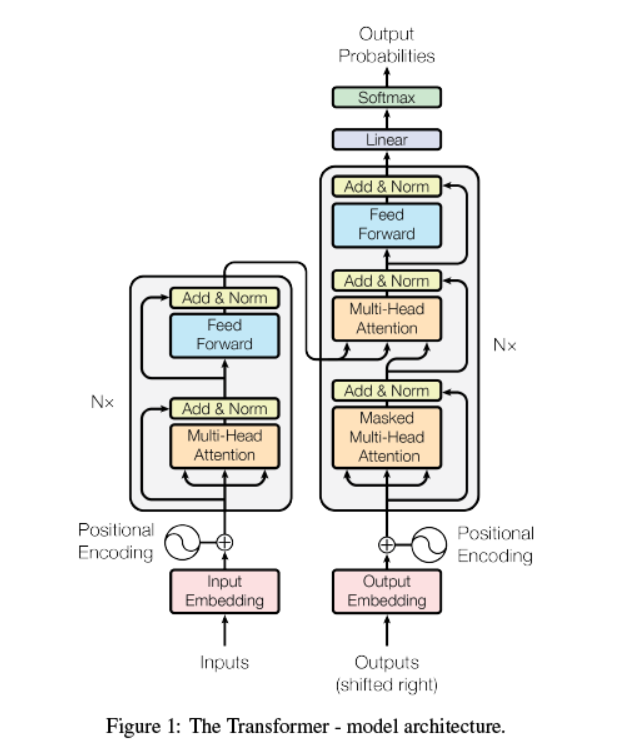 Output
Probabilities
Softmax
Linear
Add & Norm
Feed
Forward
Add & Norm
Multi-Head
Attention
Add & Norm
Masked
Multi-Head
Attention
Nx
Add & Norm
Feed
Forward
Add & Norm
Multi-Head
Attention
Nx
Positional
Encoding
Positional
Encoding
Input
Embedding
Output
Embedding
Inputs
Outputs
(shifted right)
Figure 1: The Transformer - model architecture.